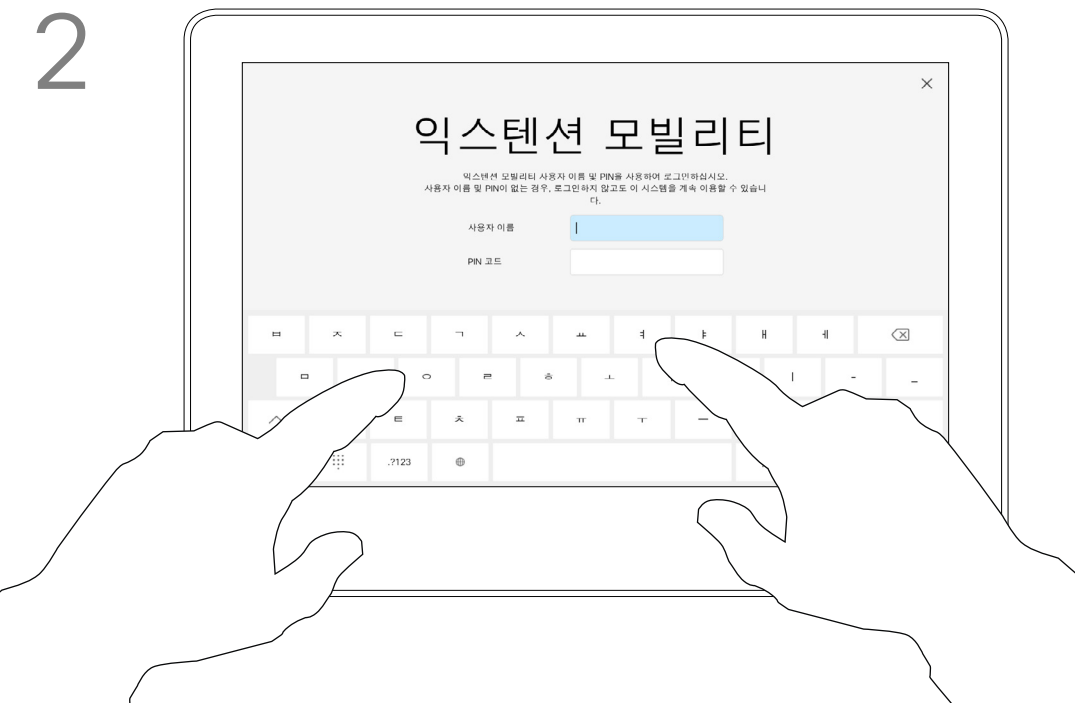 2
익스텐션 모빌리티
익스텐션 모빌리티 사용자 이름 및 PIN을 사용하여 로그인하십시오.
사용자 이름 및 PIN이 없는 경우, 로그인하지 않고도 이 시스템을 계속 이용할 수 있습니
다.
사용자 이름
PIN 코드
ㅂ ㅈ ㄷ ㄱ ㅅ ㅛ ㅕ ㅑ ㅐ ㅔ
ㅁ ㅇ ㄹ ㅎ ㅗ ㅣ - _
ㅌ ㅊ ㅍ ㅠ ㅜ ㅡ
.?123